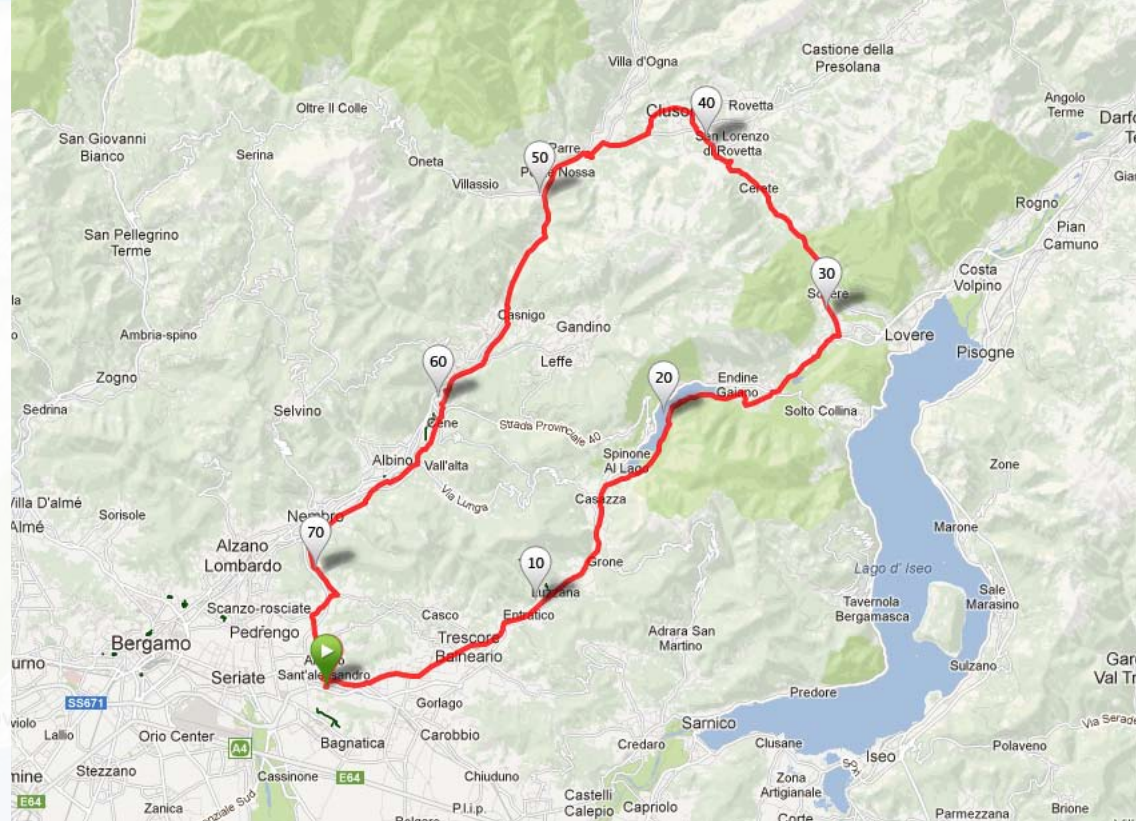 Villa d'Ogna
Castione della
Presolana
Oltre Il Colle
40
Rovetta
Angolo
Terme
San Giovanni
Bianco
Serina
Oneta
Parre
50
Villassio
San Lorenzo
di Rovetta
Cerete
Rogno
Pian
Camuno
San Pellegrino
Terme
30
Costa
Volpino
Ambria-spino
Casnigo
Gandino
Leffe
Lovere
Pisogne
60
Zogno
20
Endine
Gaiano
Sedrina
Selvino
Solto Collina
Cene
Strada Provinciale 40
Albino
Vall'alta
Spinone
Al Lago
Zone
Via Lunga
Casazza
Villa D'almé
Almé
Sorisole
Nembro
70
Marone
Alzano
Lombardo
10
Grone
Lago d' Iseo
Luzzana
Sale
Marasino
Scanzo-rosciate
Casco
Entratico
Tavernola
Bergamasca
Pedrengo
Bergamo
Trescore
Balneario
Adrara San
Martino
Seriate
Sant'alessandro
Sulzano
SS671
Gorlago
Predore
Lallio
Orio Center
Bagnatica
Carobbio
Sarnico
Credaro
Clusane
Iseo
Polaveno
A4
Stezzano
Cassinone
E64
Chiuduno
Zona
Artigianale
E64
Zanica
P.l.i.p.
Castelli
Calepio
Capriolo
Corte
Parmezzana
Brione